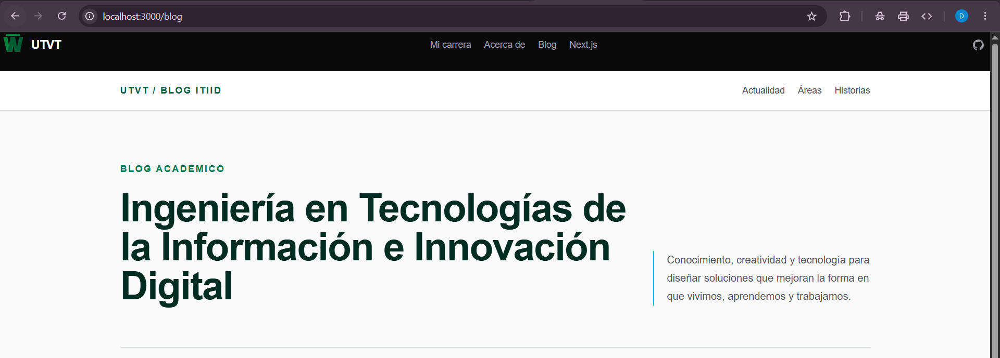 localhost:3000/blog
D
UTVT
Mi carrera Acerca de Blog Next.js
UTVT / BLOG ITIID
Actualidad Áreas Historias
BLOG ACADEMICO
Ingeniería en Tecnologías de
la Información e Innovación
Digital
Conocimiento, creatividad y tecnología para
diseñar soluciones que mejoran la forma en
que vivimos, aprendemos y trabajamos.